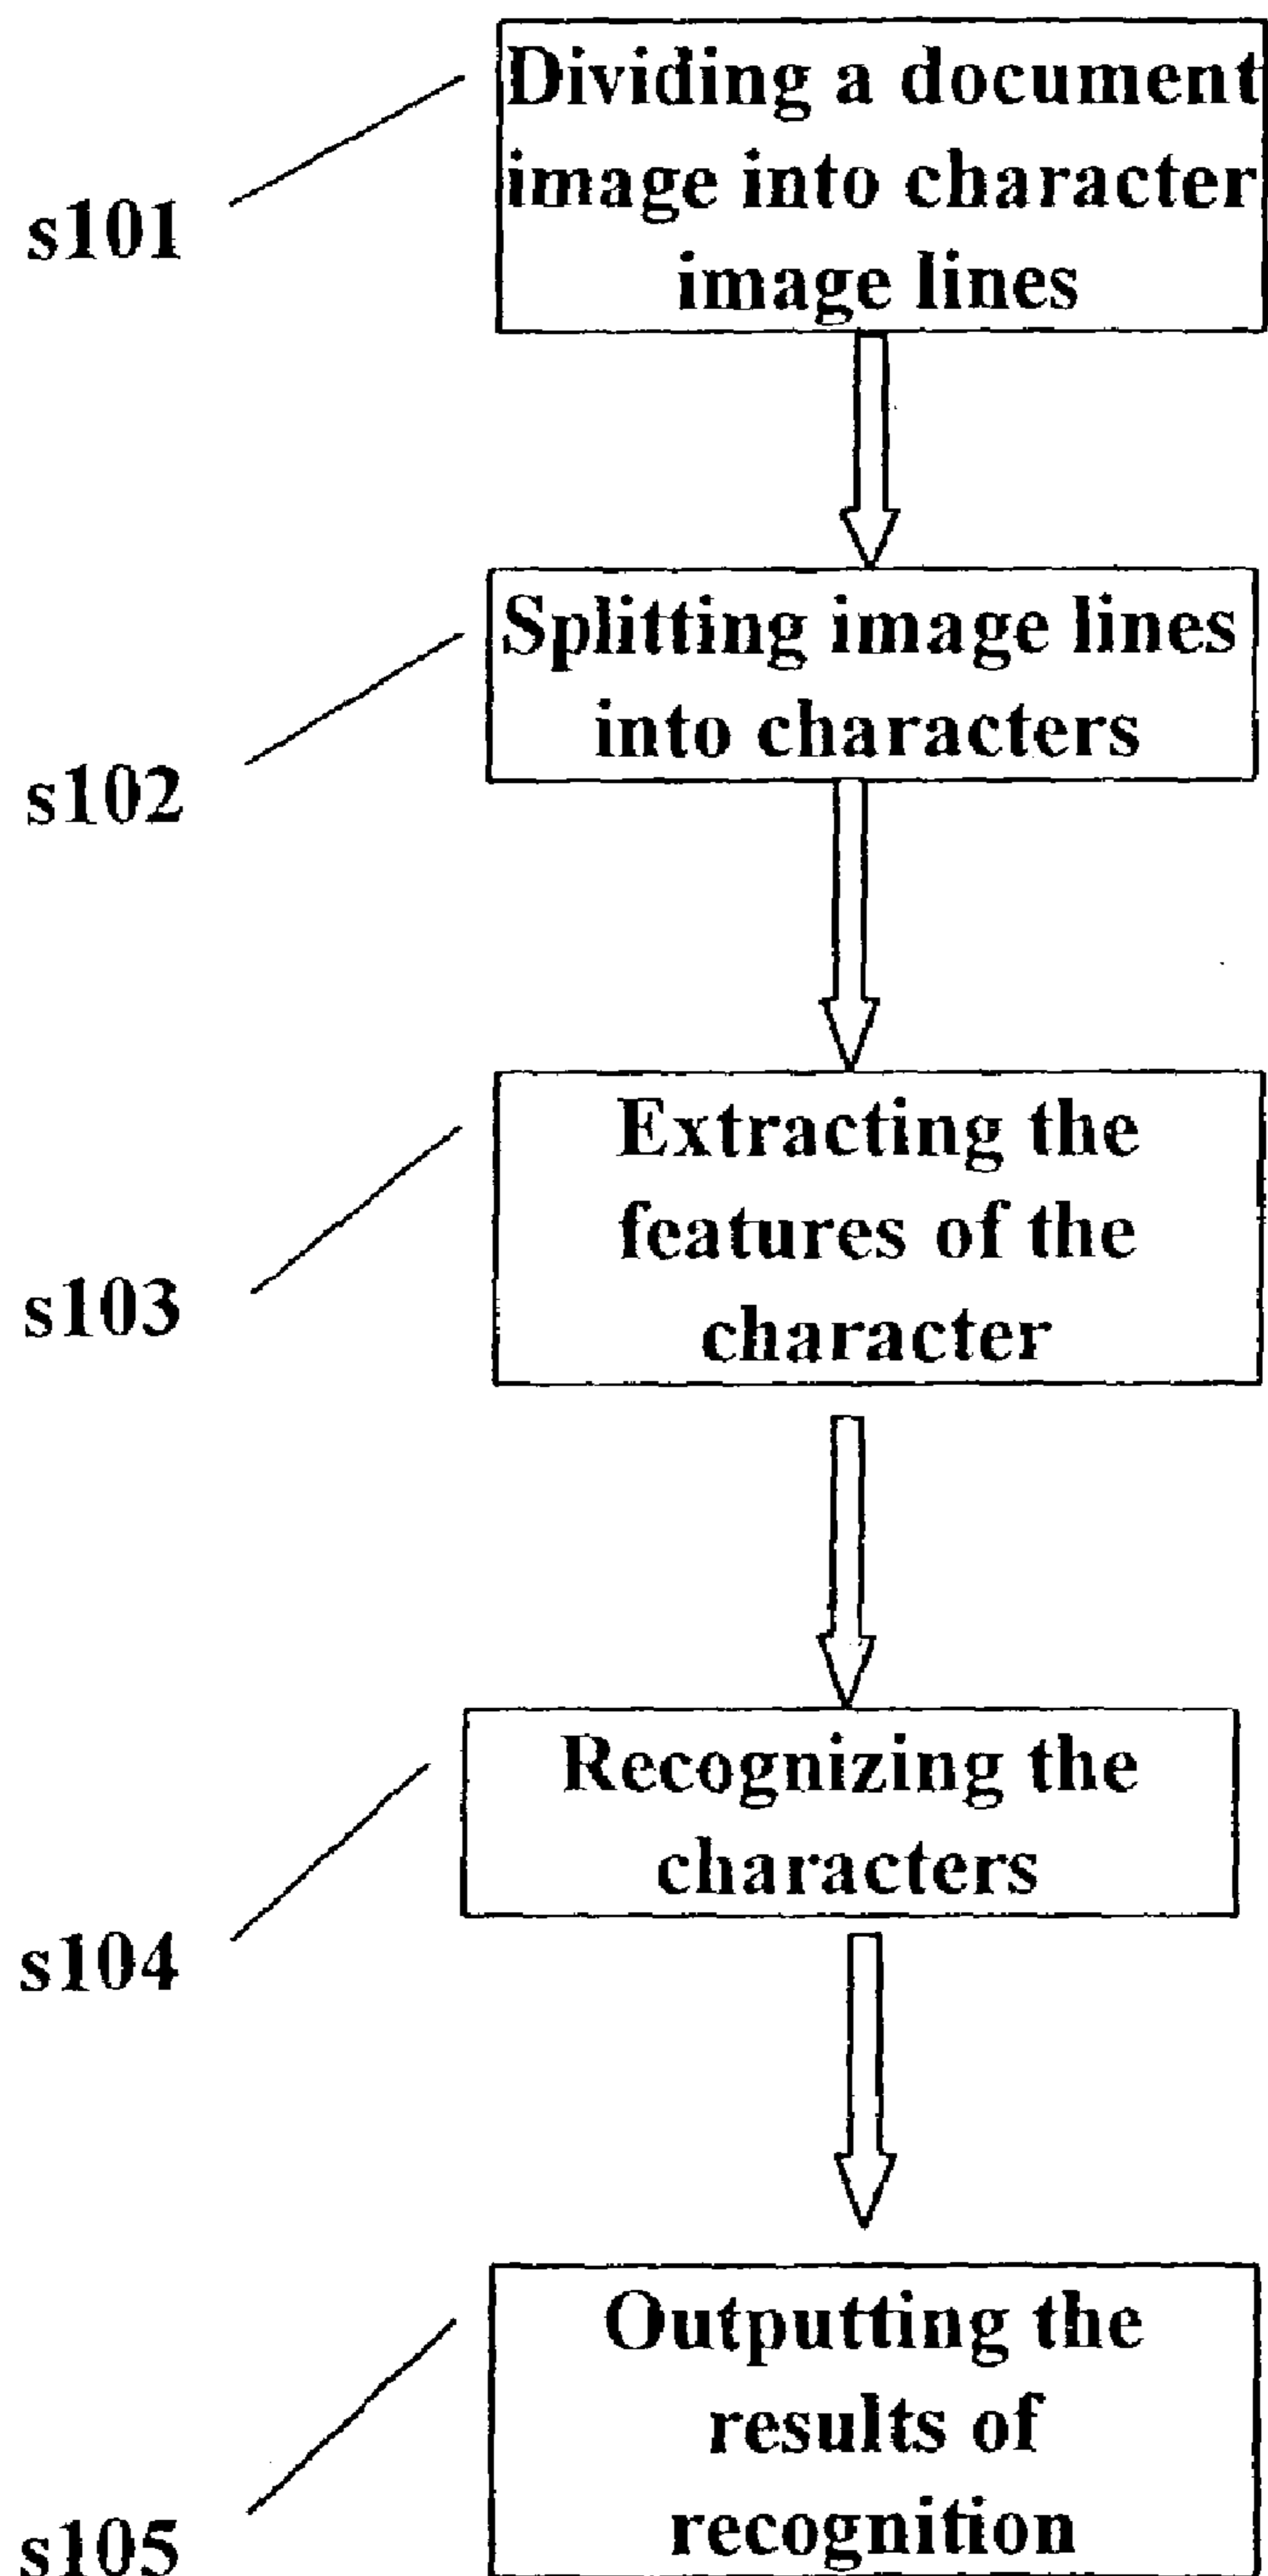 Dividing a document
image into character
image lines
s101
Splitting image lines
into characters
s102
Extracting the
features of the
character
s103
Recognizing the
characters
s104
Outputting the
results of
recognition
s105